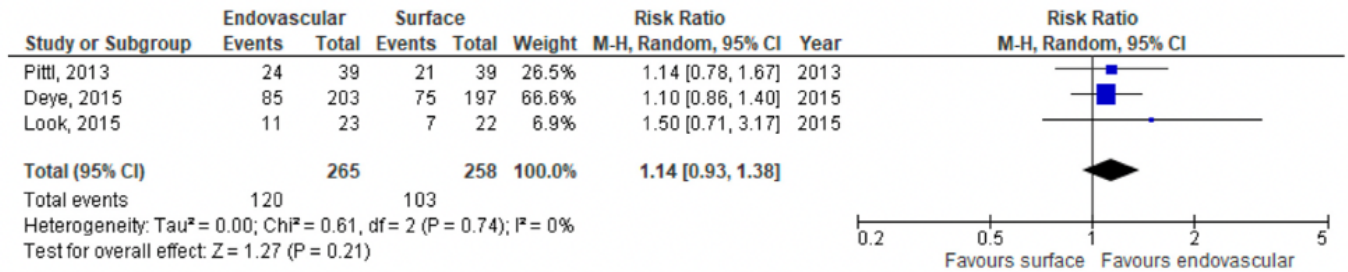 Endovascular Surface Risk Ratio Risk Ratio
Study or Subgroup Events Total Events Total Weight M-H, Random, 95% CI Year M-H, Random, 95% CI
Pittl, 2013 24 39 21 39 26.5% 1.14 [0.78, 1.67] 2013
Deye, 2015 85 203 75 197 66.6% 1.10 [0.86, 1.40] 2015
Look, 2015 11 23 7 22 6.9% 1.50 [0.71, 3.17] 2015
Total (95% CI) 265 258 100.0% 1.14 [0.93, 1.38]
Total events 120 103
Heterogeneity: Tau² = 0.00; Chi² = 0.61, df = 2 (P = 0.74); I² = 0%
Test for overall effect: Z = 1.27 (P = 0.21)
0.2 0.5 1 2 5
Favours surface Favours endovascular